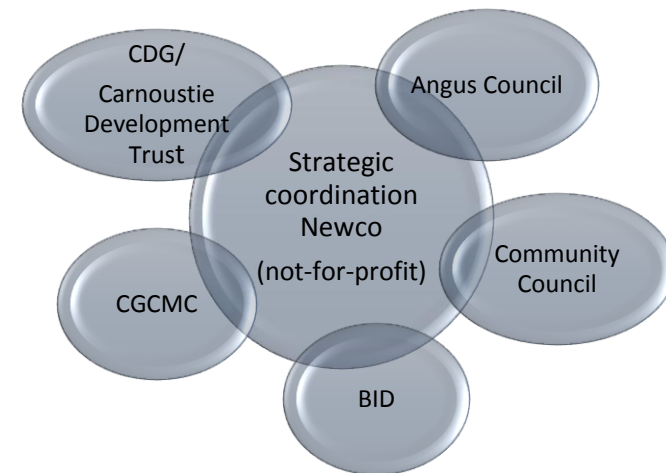 CDG/
Carnoustie
Development
Trust
Angus Council
Strategic
coordination
Newco
(not-for-profit)
Community
Council
CGCMC
BID